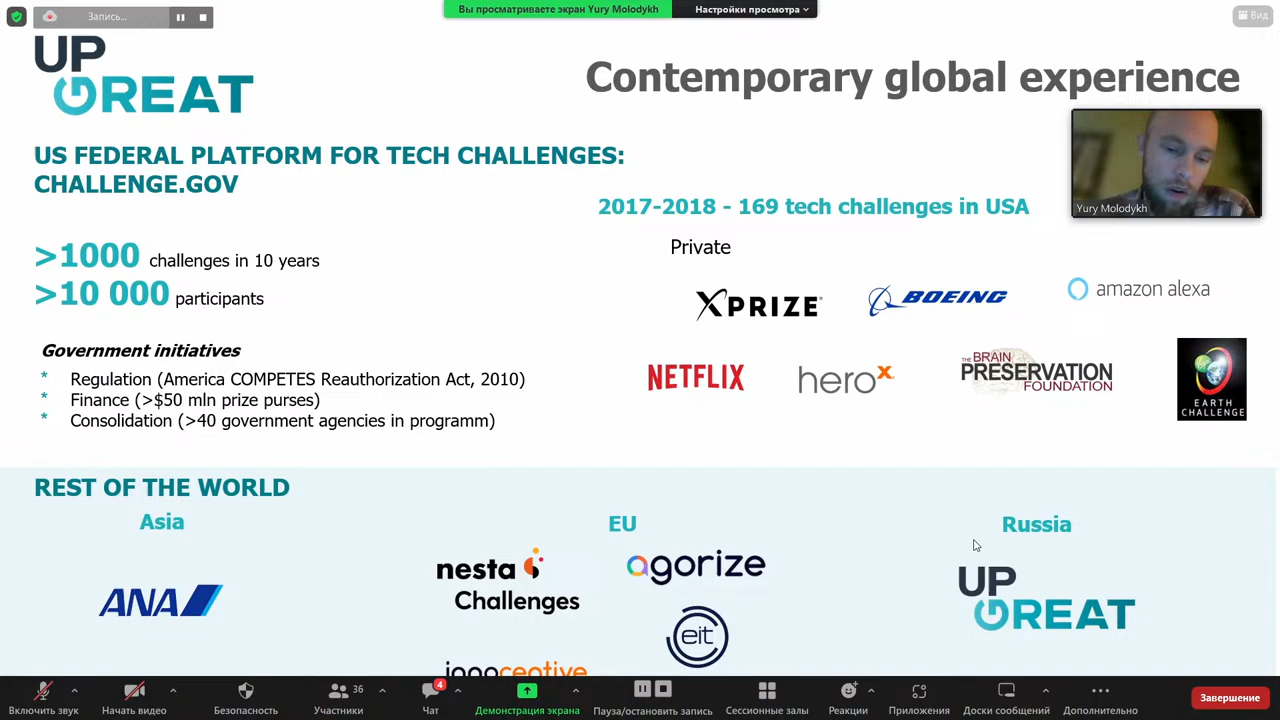 Запись...
Вы просматриваете экран Yury Molodykh
Настройки просмотра
Вид
UP
GREAT
Contemporary global experience
US FEDERAL PLATFORM FOR TECH CHALLENGES:
CHALLENGE.GOV
Yury Molodykh
2017-2018 - 169 tech challenges in USA
>1000 challenges in 10 years
>10 000 participants
Private
XPRIZE
BOEING
amazon alexa
Government initiatives
* Regulation (America COMPETES Reauthorization Act, 2010)
* Finance (>$50 mln prize purses)
* Consolidation (>40 government agencies in programm)
NETFLIX
herox
THE BRAIN
PRESERVATION
FOUNDATION
EARTH
CHALLENGE
REST OF THE WORLD
Asia
EU
Russia
ANA
nesta
Challenges
agorize
eit
innocentive
UP
GREAT
Включить звук
Начать видео
Безопасность
36
Участники
4
Чат
Демонстрация экрана
Пауза/остановить запись
Сессионные залы
Реакции
Приложения
Доски сообщений
Дополнительно
Завершение